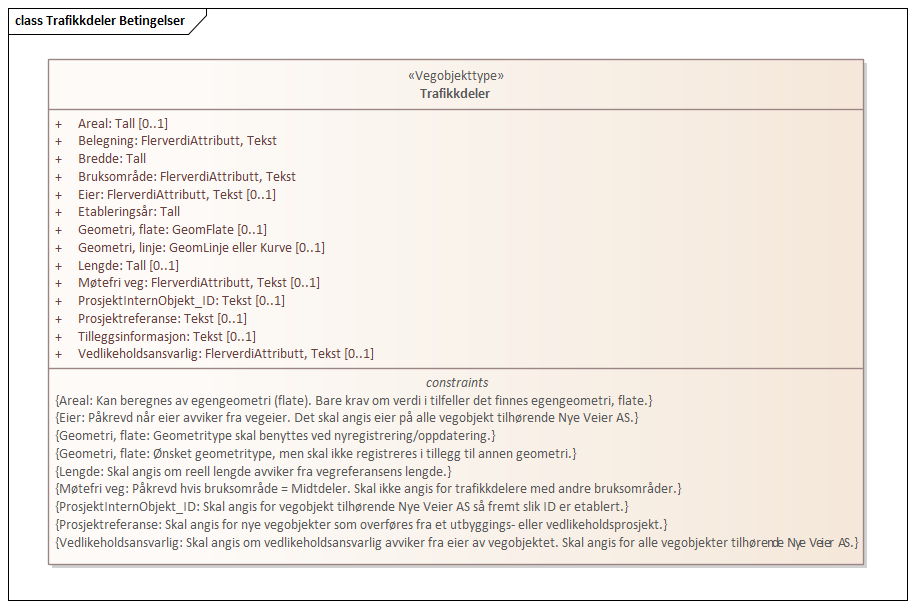 class Trafikkdeler Betingelser
«Vegobjekttype»
Trafikkdeler
+ Areal: Tall [0..1]
+ Belegning: FlerverdiAttributt, Tekst
+ Bredde: Tall
+ Bruksområde: FlerverdiAttributt, Tekst
+ Eier: FlerverdiAttributt, Tekst [0..1]
+ Etableringsår: Tall
+ Geometri, flate: GeomFlate [0..1]
+ Geometri, linje: GeomLinje eller Kurve [0..1]
+ Lengde: Tall [0..1]
+ Møtefri veg: FlerverdiAttributt, Tekst [0..1]
+ ProsjektInternObjekt_ID: Tekst [0..1]
+ Prosjektreferanse: Tekst [0..1]
+ Tilleggsinformasjon: Tekst [0..1]
+ Vedlikeholdsansvarlig: FlerverdiAttributt, Tekst [0..1]
constraints
{Areal: Kan beregnes av egengeometri (flate). Bare krav om verdi i tilfeller det finnes egengeometri, flate.}
{Eier: Påkrevd når eier avviker fra vegeier. Det skal angis eier på alle vegobjekt tilhørende Nye Veier AS.}
{Geometri, flate: Geometritype skal benyttes ved nyregistrering/oppdatering.}
{Geometri, flate: Ønsket geometritype, men skal ikke registreres i tillegg til annen geometri.}
{Lengde: Skal angis om reell lengde avviker fra vegreferansens lengde.}
{Møtefri veg: Påkrevd hvis bruksområde = Midtdeler. Skal ikke angis for trafikkdelere med andre bruksområder.}
{ProsjektInternObjekt_ID: Skal angis for vegobjekt tilhørende Nye Veier AS så fremt slik ID er etablert.}
{Prosjektreferanse: Skal angis for nye vegobjekter som overføres fra et utbyggings- eller vedlikeholdsprosjekt.}
{Vedlikeholdsansvarlig: Skal angis om vedlikeholdsansvarlig avviker fra eier av vegobjektet. Skal angis for alle vegobjekter tilhørende Nye Veier AS.}